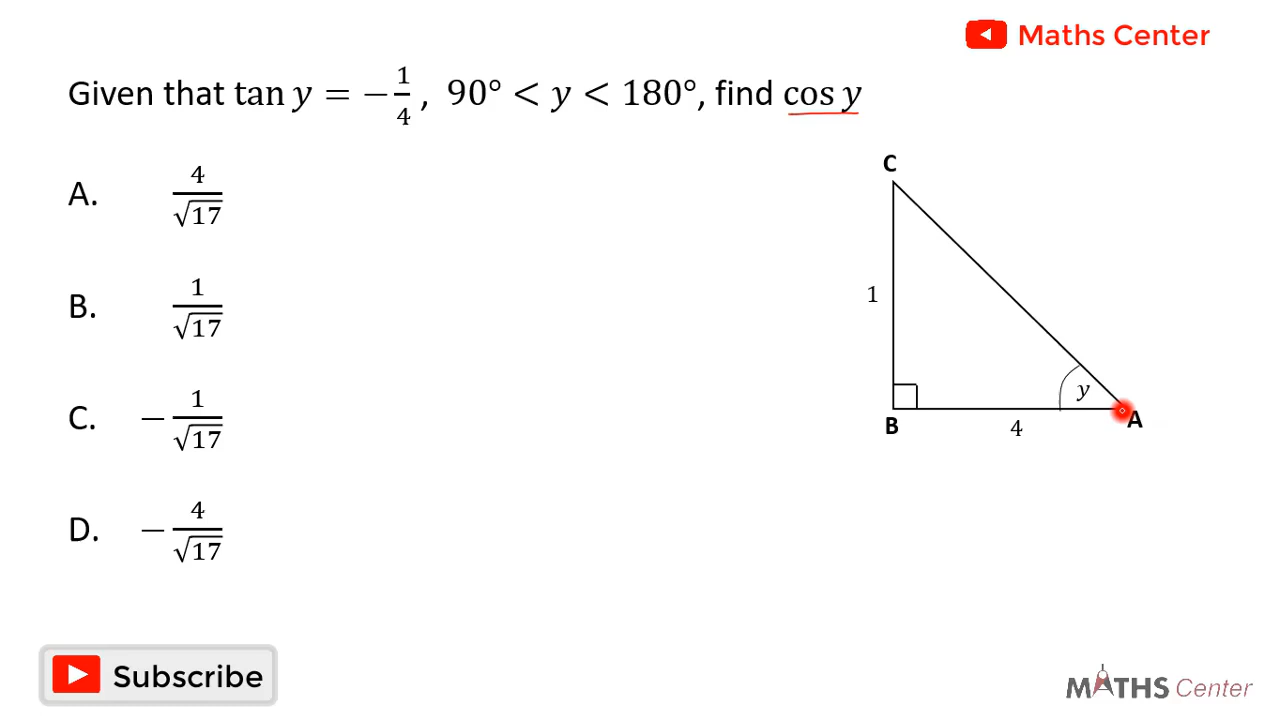 Maths Center
Given that tan y = −1/4 , 90° < y < 180°, find cos y
A. 4/√17
B. 1/√17
C. −1/√17
D. −4/√17
C
1
y
B
4
A
Subscribe
MATHS Center